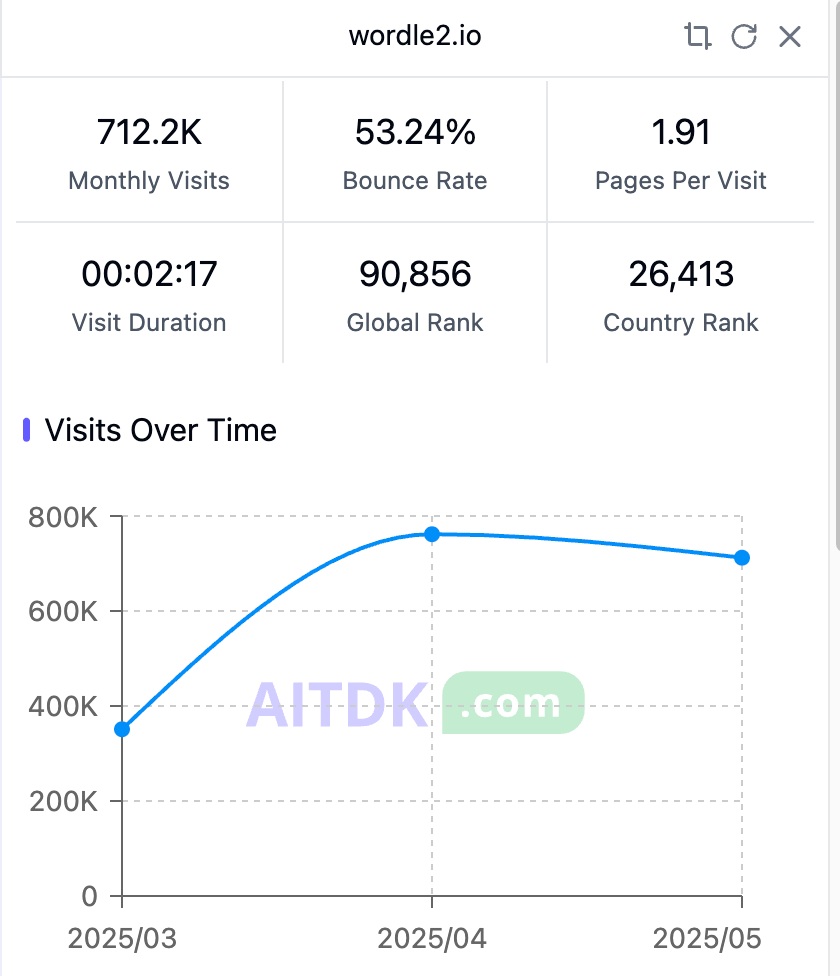 wordle2.io
712.2K 53.24% 1.91
Monthly Visits Bounce Rate Pages Per Visit
00:02:17 90,856 26,413
Visit Duration Global Rank Country Rank
Visits Over Time
800K
600K
400K
AITDK .com
200K
0
2025/03 2025/04 2025/05